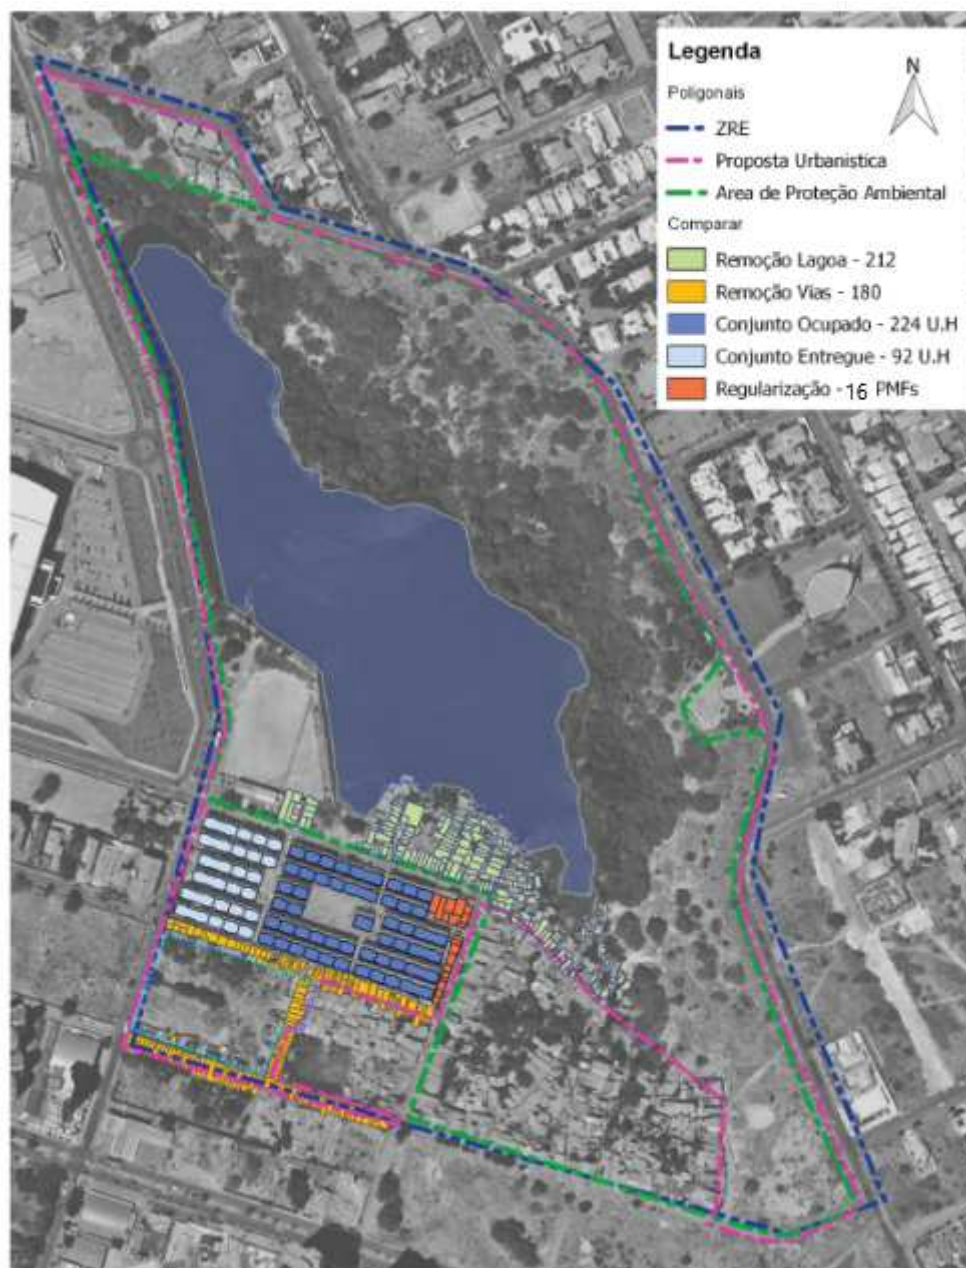 Legenda
N
Poligonais
ZRE
Proposta Urbanistica
Area de Proteção Ambiental
Comparar
Remoção Lagoa - 212
Remoção Vias - 180
Conjunto Ocupado - 224 U.H
Conjunto Entregue - 92 U.H
Regularização - 16 PMFs